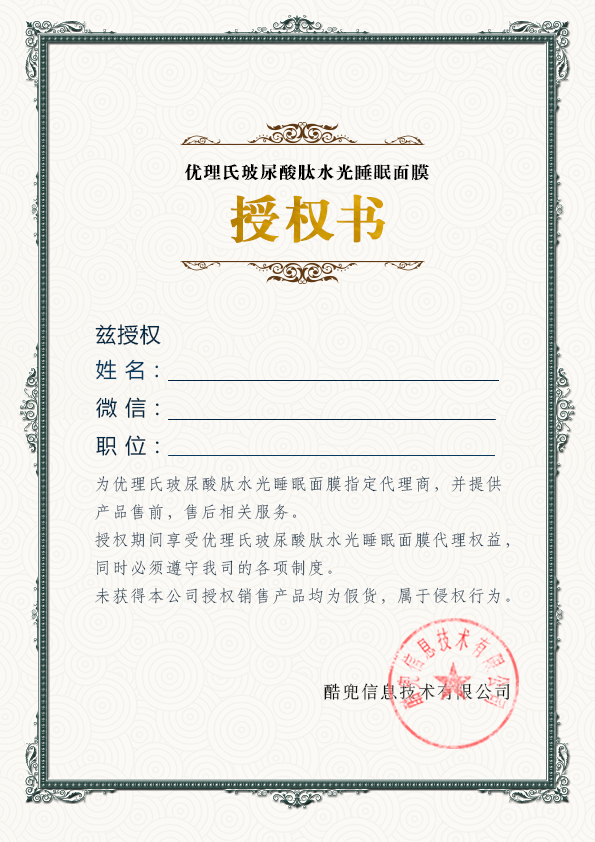 优理氏玻尿酸肽水光睡眠面膜
授权书
兹授权
姓 名：
微 信：
职 位：
为优理氏玻尿酸肽水光睡眠面膜指定代理商，并提供
产品售前，售后相关服务。
授权期间享受优理氏玻尿酸肽水光睡眠面膜代理权益，
同时必须遵守我司的各项制度。
未获得本公司授权销售产品均为假货，属于侵权行为。
酷兜信息技术有限公司
酷兜信息技术有限公司